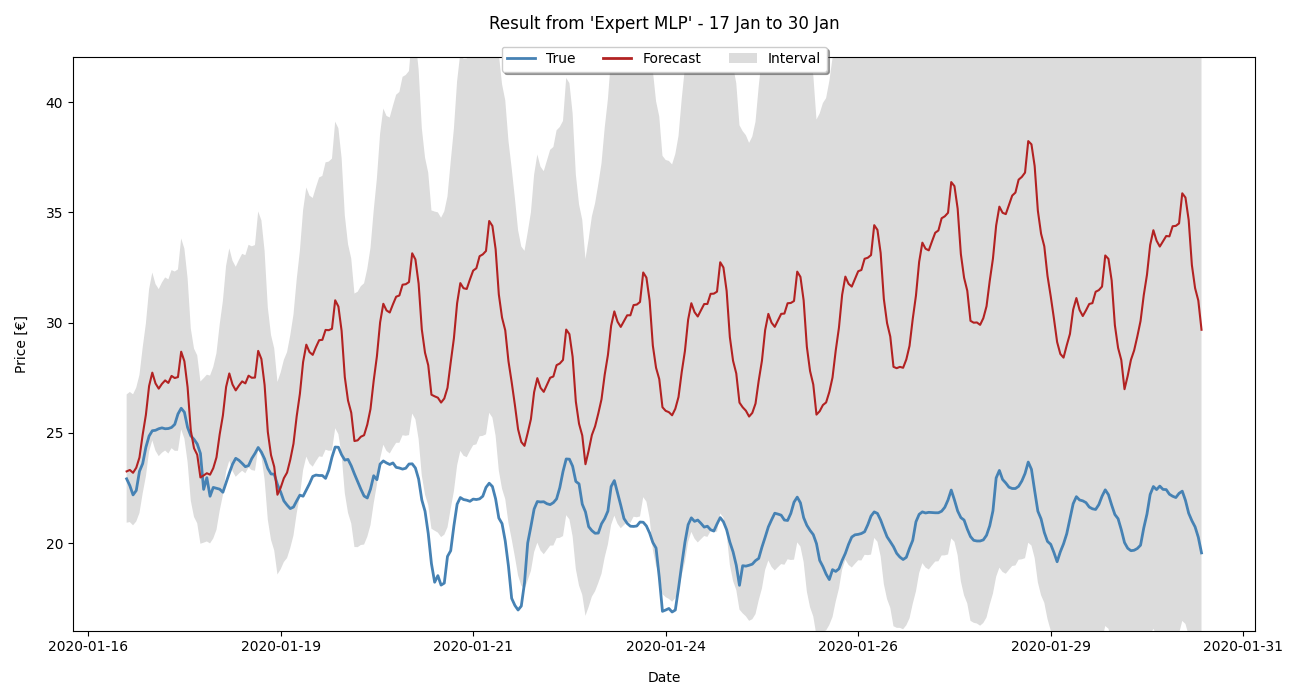 Result from 'Expert MLP' - 17 Jan to 30 Jan
True Forecast Interval
40
35
30
25
20
Price [€]
2020-01-16 2020-01-19 2020-01-21 2020-01-24 2020-01-26 2020-01-29 2020-01-31
Date